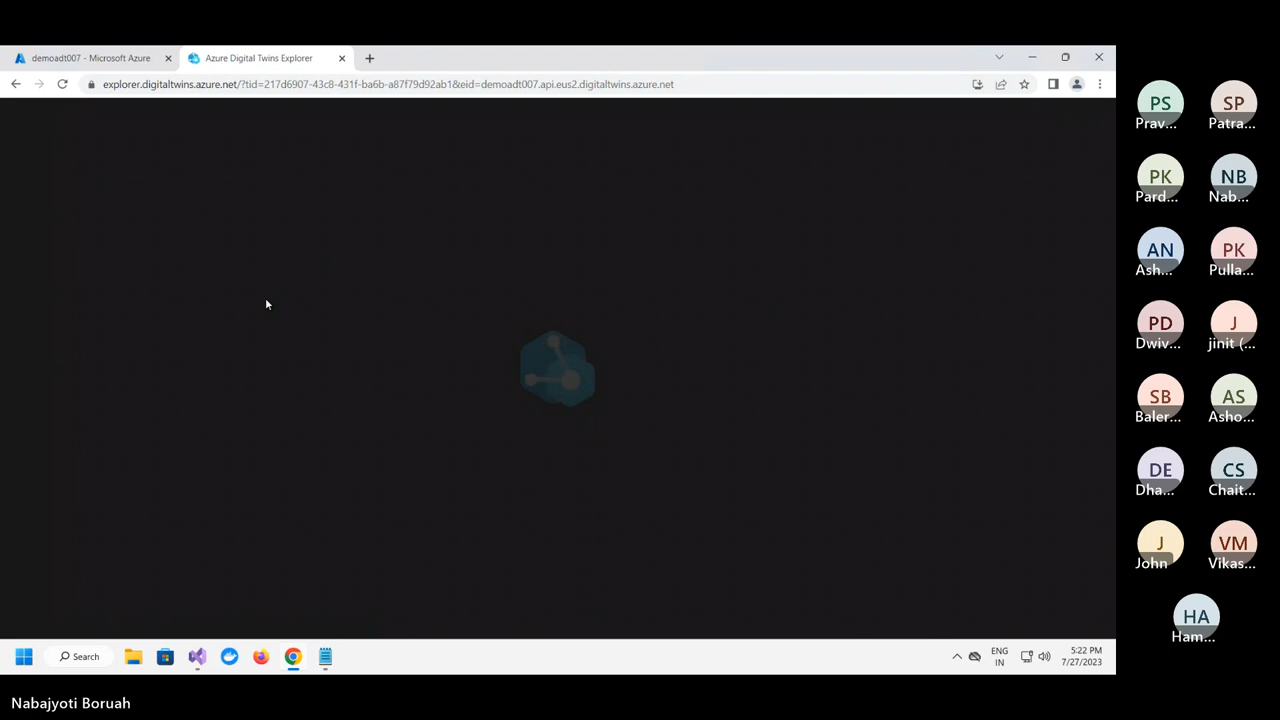 demoadt007 - Microsoft Azure
Azure Digital Twins Explorer
explorer.digitaltwins.azure.net/?tid=217d6907-43c8-431f-ba6b-a87f79d92ab1&eid=demoadt007.api.eus2.digitaltwins.azure.net
PS
Prav...
SP
Patra...
PK
Pard...
NB
Nab...
AN
Ash...
PK
Pulla...
PD
Dwiv...
J
jinit (...
SB
Baler...
AS
Asho...
DE
Dha...
CS
Chait...
J
John
VM
Vikas...
HA
Ham...
Search
ENG
IN
5:22 PM
7/27/2023
Nabajyoti Boruah